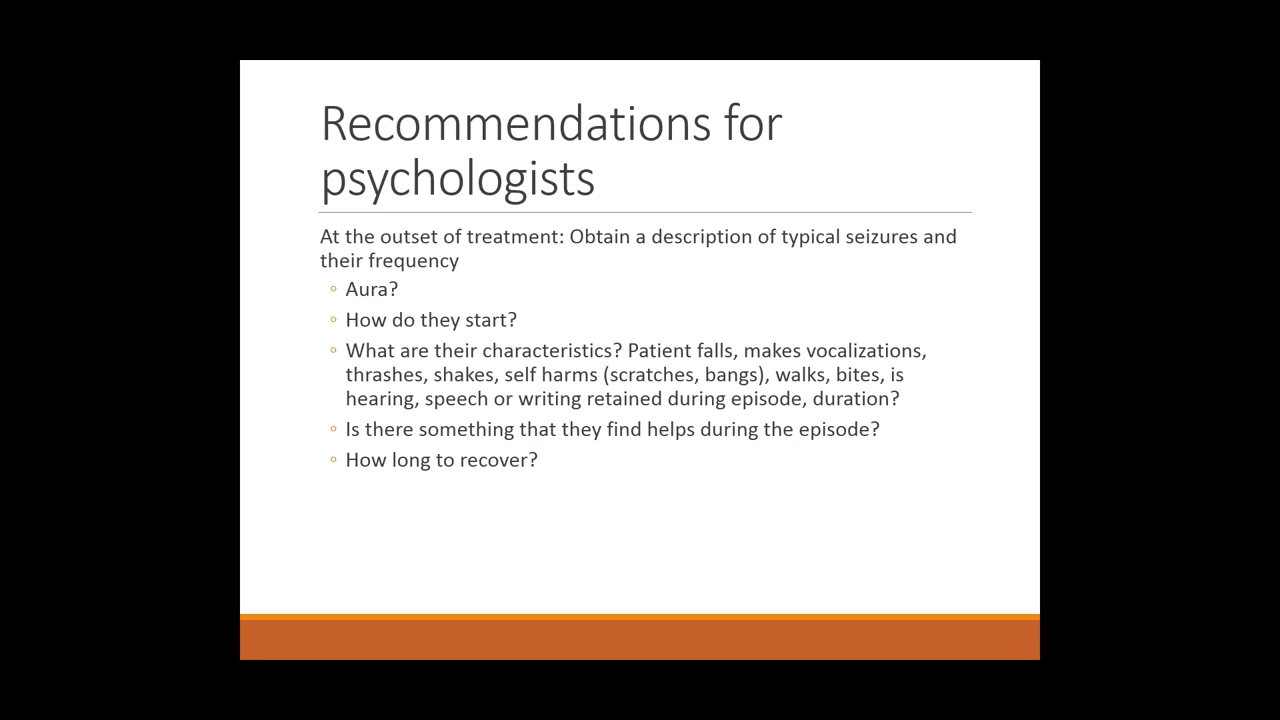 Recommendations for
psychologists
At the outset of treatment: Obtain a description of typical seizures and
their frequency
◦ Aura?
◦ How do they start?
◦ What are their characteristics? Patient falls, makes vocalizations,
thrashes, shakes, self harms (scratches, bangs), walks, bites, is
hearing, speech or writing retained during episode, duration?
◦ Is there something that they find helps during the episode?
◦ How long to recover?